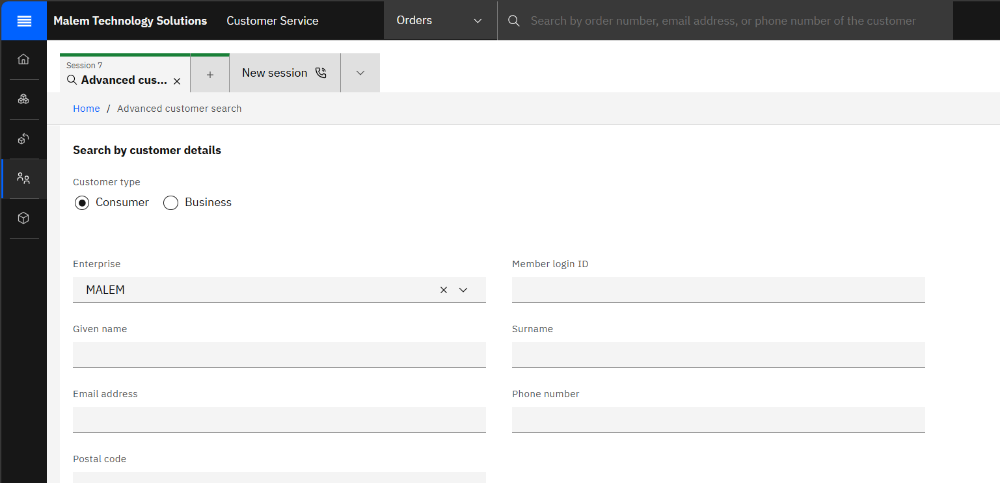 Malem Technology Solutions Customer Service Orders Search by order number, email address, or phone number of the customer
Session 7
Advanced cus...
New session
Home / Advanced customer search
Search by customer details
Customer type
Consumer Business
Enterprise Member login ID
MALEM
Given name Surname
Email address Phone number
Postal code